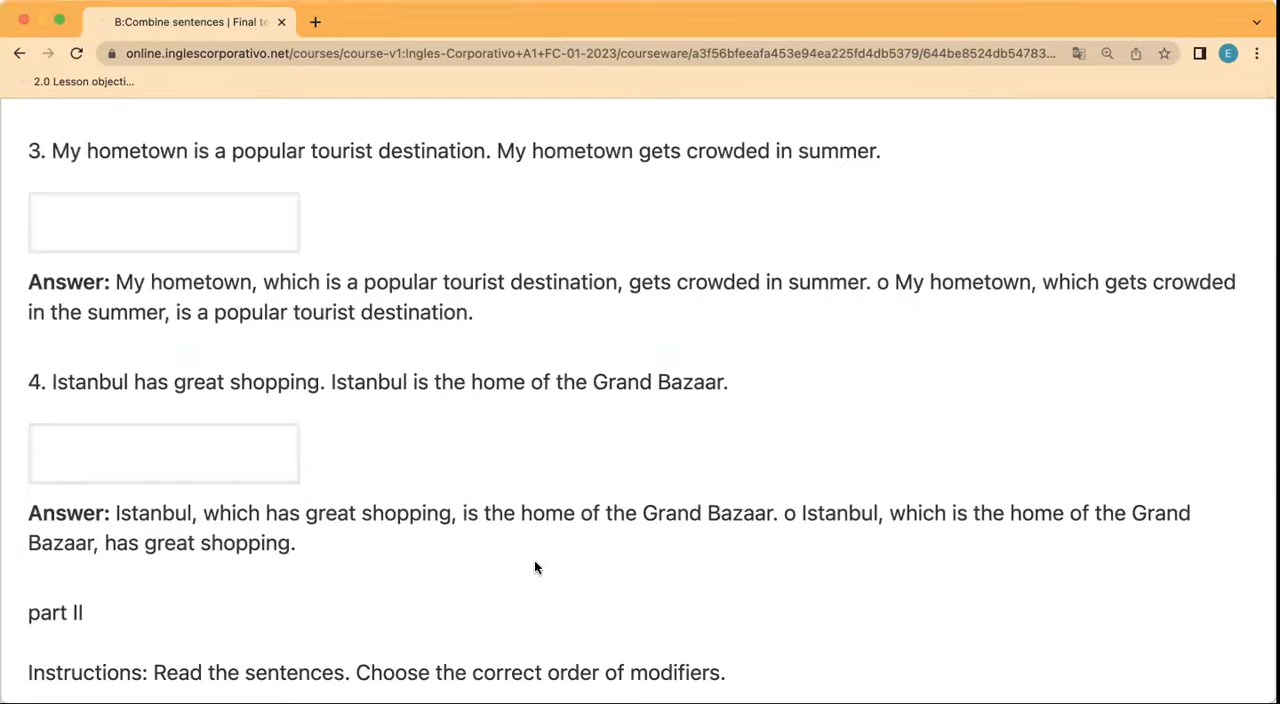 B:Combine sentences | Final te
online.inglescorporativo.net/courses/course-v1:Ingles-Corporativo+A1+FC-01-2023/courseware/a3f56bfeeafa453e94ea225fd4db5379/644be8524db54783...
E
2.0 Lesson objecti...
3. My hometown is a popular tourist destination. My hometown gets crowded in summer.
Answer: My hometown, which is a popular tourist destination, gets crowded in summer. o My hometown, which gets crowded
in the summer, is a popular tourist destination.
4. Istanbul has great shopping. Istanbul is the home of the Grand Bazaar.
Answer: Istanbul, which has great shopping, is the home of the Grand Bazaar. o Istanbul, which is the home of the Grand
Bazaar, has great shopping.
part II
Instructions: Read the sentences. Choose the correct order of modifiers.